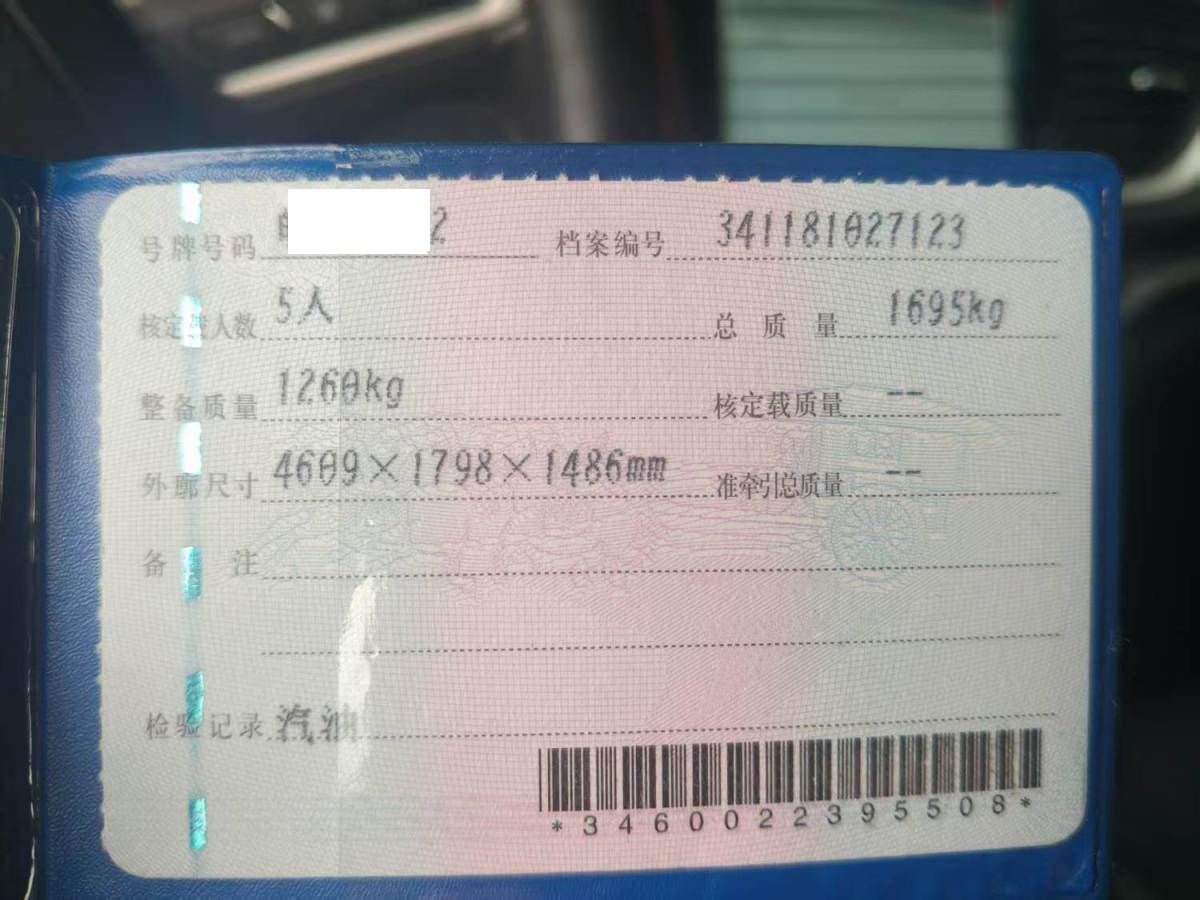 号牌号码 2 档案编号 341181027123
核定载人数 5人 总质量 1695kg
整备质量 1260kg 核定载质量 --
外廓尺寸 4609×1798×1486mm 准牵引总质量 --
备注
检验记录 汽油
*3460022395508*